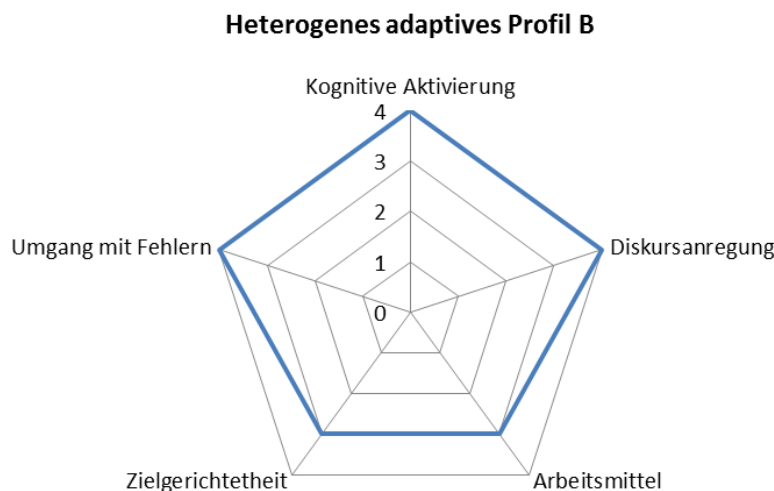 Heterogenes adaptives Profil B
Kognitive Aktivierung
4
3
2
1
0
Umgang mit Fehlern
Diskursanregung
Zielgerichtetheit
Arbeitsmittel